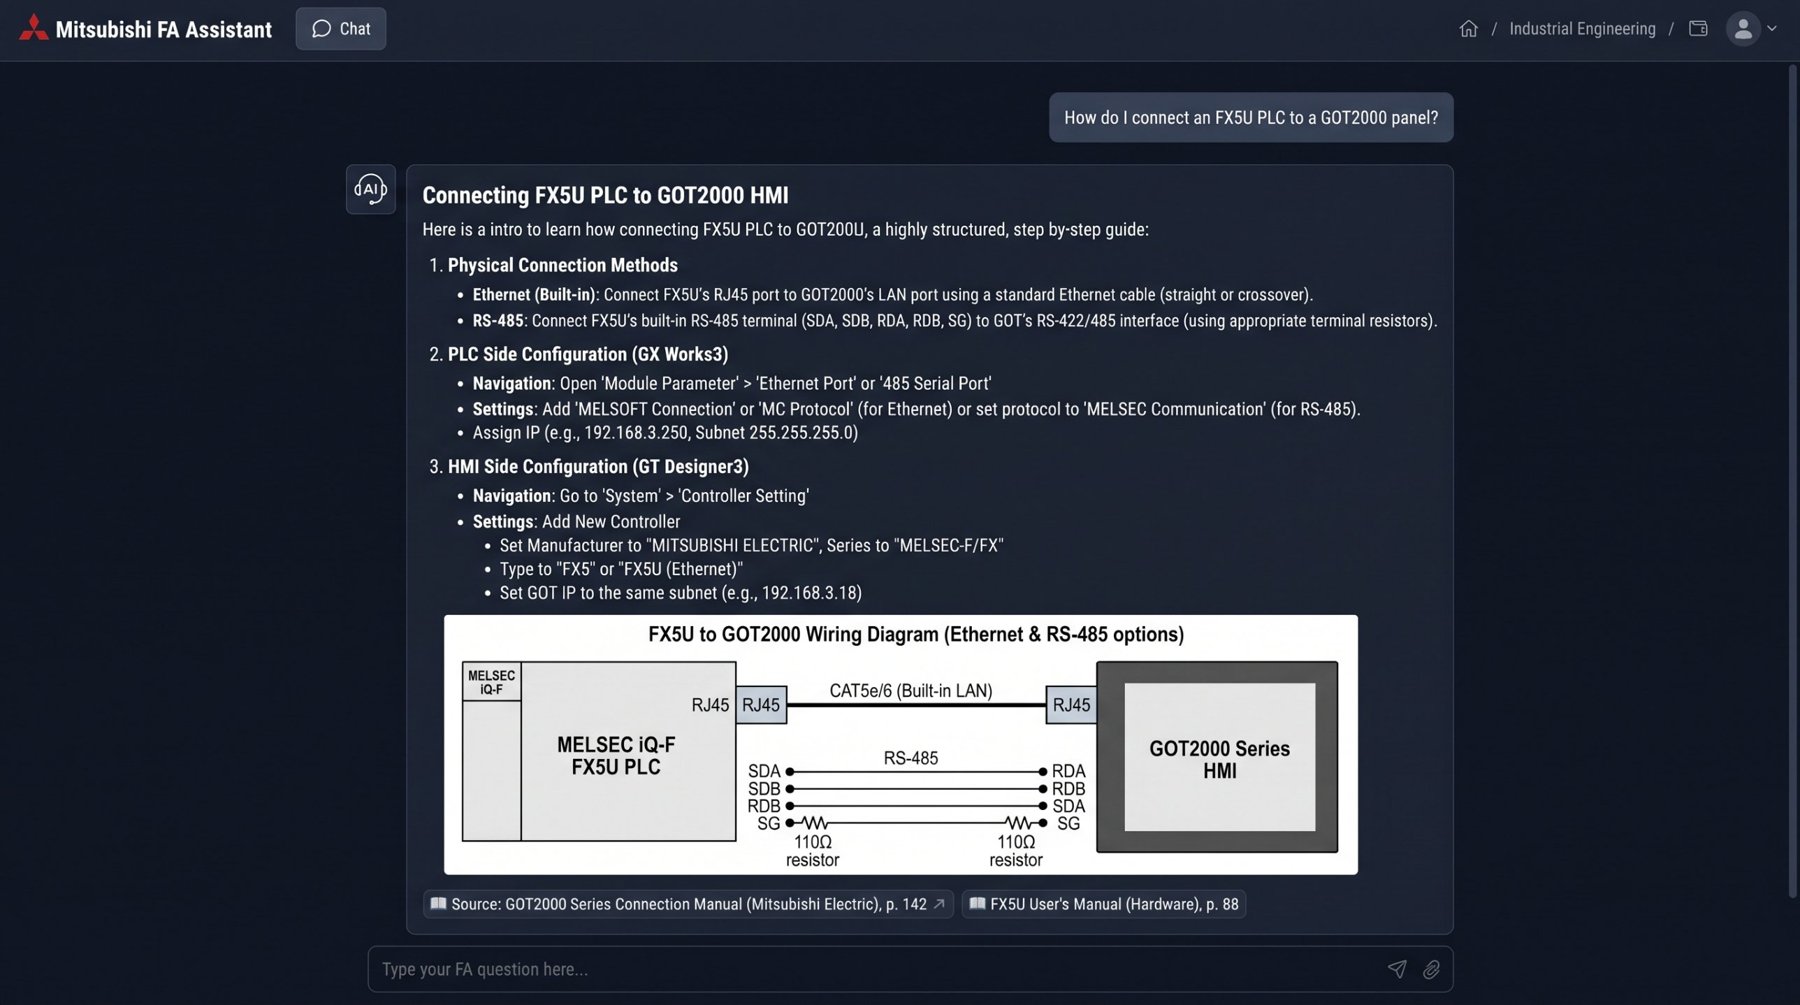 Mitsubishi FA Assistant
Chat
/ Industrial Engineering /
How do I connect an FX5U PLC to a GOT2000 panel?
AI
Connecting FX5U PLC to GOT2000 HMI
Here is a intro to learn how connecting FX5U PLC to GOT200U, a highly structured, step by-step guide:
1. Physical Connection Methods
• Ethernet (Built-in): Connect FX5U's RJ45 port to GOT2000's LAN port using a standard Ethernet cable (straight or crossover).
• RS-485: Connect FX5U's built-in RS-485 terminal (SDA, SDB, RDA, RDB, SG) to GOT's RS-422/485 interface (using appropriate terminal resistors).
2. PLC Side Configuration (GX Works3)
• Navigation: Open 'Module Parameter' > 'Ethernet Port' or '485 Serial Port'
• Settings: Add 'MELSOFT Connection' or 'MC Protocol' (for Ethernet) or set protocol to 'MELSEC Communication' (for RS-485).
• Assign IP (e.g., 192.168.3.250, Subnet 255.255.255.0)
3. HMI Side Configuration (GT Designer3)
• Navigation: Go to 'System' > 'Controller Setting'
• Settings: Add New Controller
• Set Manufacturer to "MITSUBISHI ELECTRIC", Series to "MELSEC-F/FX"
• Type to "FX5" or "FX5U (Ethernet)"
• Set GOT IP to the same subnet (e.g., 192.168.3.18)
FX5U to GOT2000 Wiring Diagram (Ethernet & RS-485 options)
MELSEC
iQ-F
MELSEC iQ-F
FX5U PLC
RJ45
RJ45
CAT5e/6 (Built-in LAN)
RJ45
RS-485
SDA
RDA
SDB
RDB
RDB
SDA
SG
SG
110Ω
resistor
110Ω
resistor
GOT2000 Series
HMI
Source: GOT2000 Series Connection Manual (Mitsubishi Electric), p. 142
FX5U User's Manual (Hardware), p. 88
Type your FA question here...